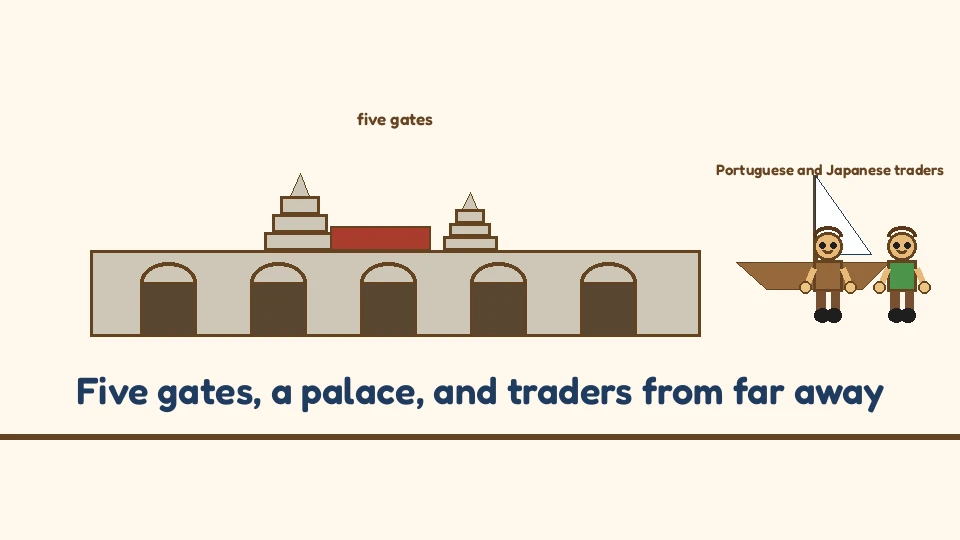 five gates
Portuguese and Japanese traders
Five gates, a palace, and traders from far away